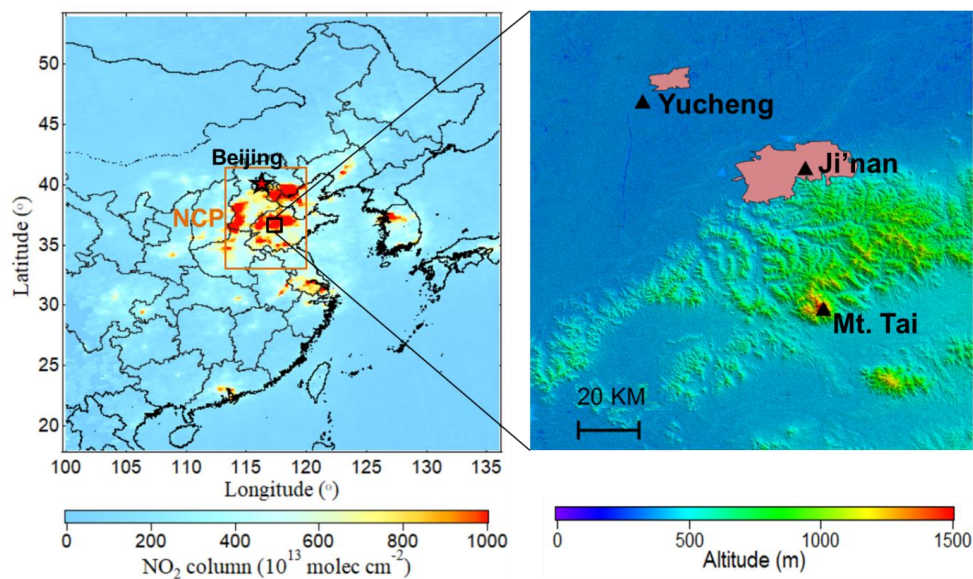 50
45
40
35
30
25
20
Latitude (o)
Beijing
NCP
100 105 110 115 120 125 130 135
Longitude (o)
0 200 400 600 800 1000
NO2 column (10^13 molec cm^-2)
Yucheng
Ji'nan
Mt. Tai
20 KM
0 500 1000 1500
Altitude (m)